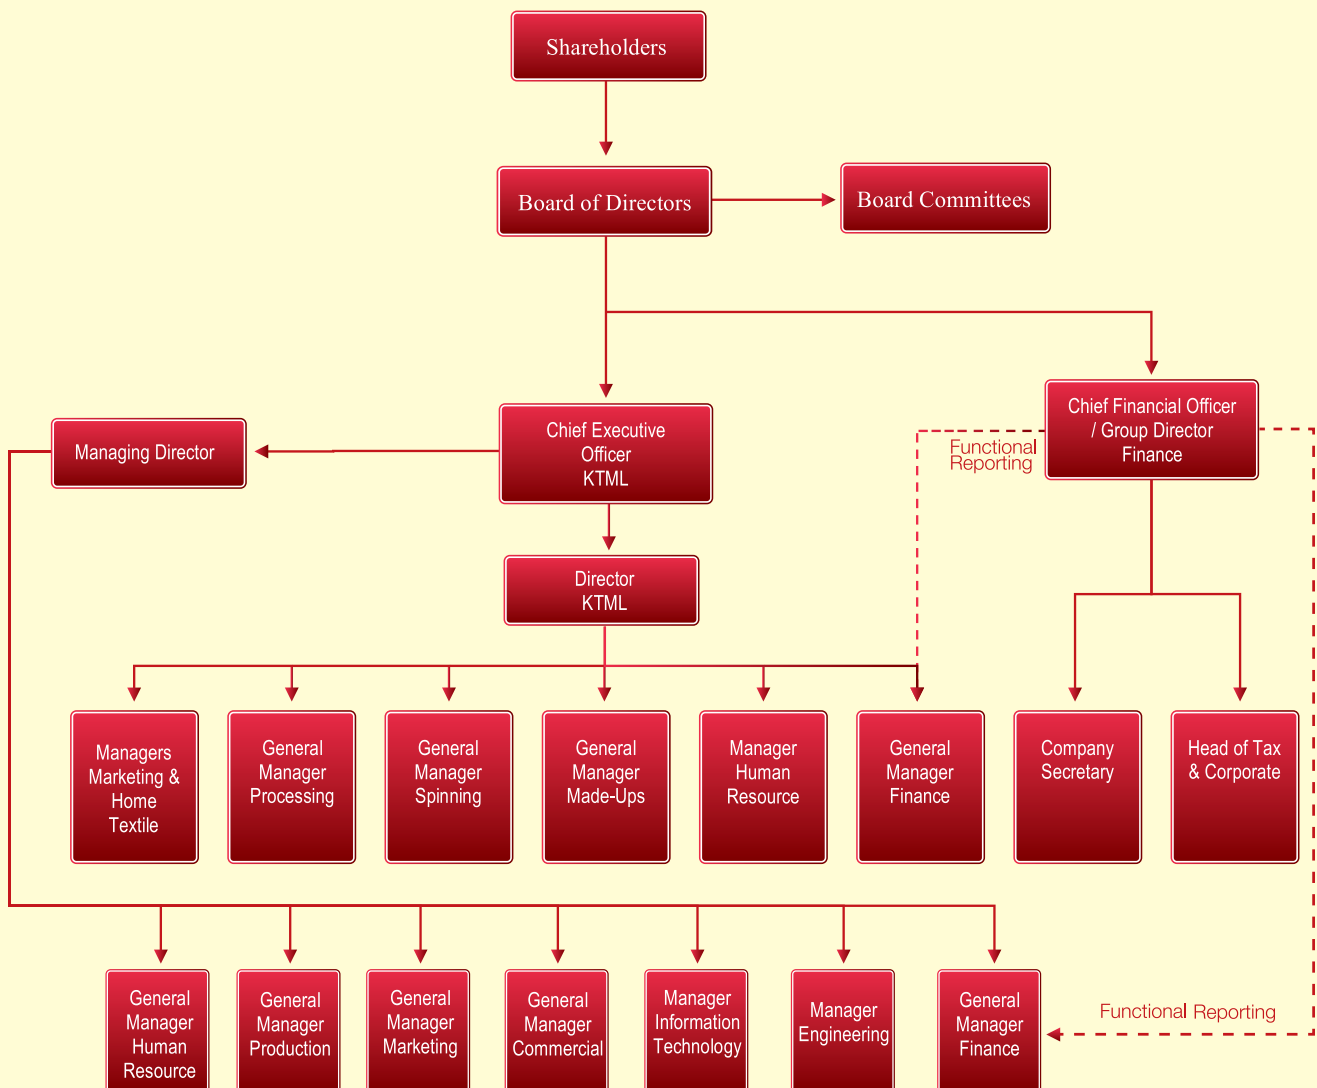 Shareholders
Board of Directors
Board Committees
Chief Financial Officer
/ Group Director
Finance
Managing Director
Chief Executive
Officer
KTML
Functional
Reporting
Director
KTML
Managers
Marketing &
Home
Textile
General
Manager
Processing
General
Manager
Spinning
General
Manager
Made-Ups
Manager
Human
Resource
General
Manager
Finance
Company
Secretary
Head of Tax
& Corporate
General
Manager
Human
Resource
General
Manager
Production
General
Manager
Marketing
General
Manager
Commercial
Manager
Information
Technology
Manager
Engineering
General
Manager
Finance
Functional Reporting